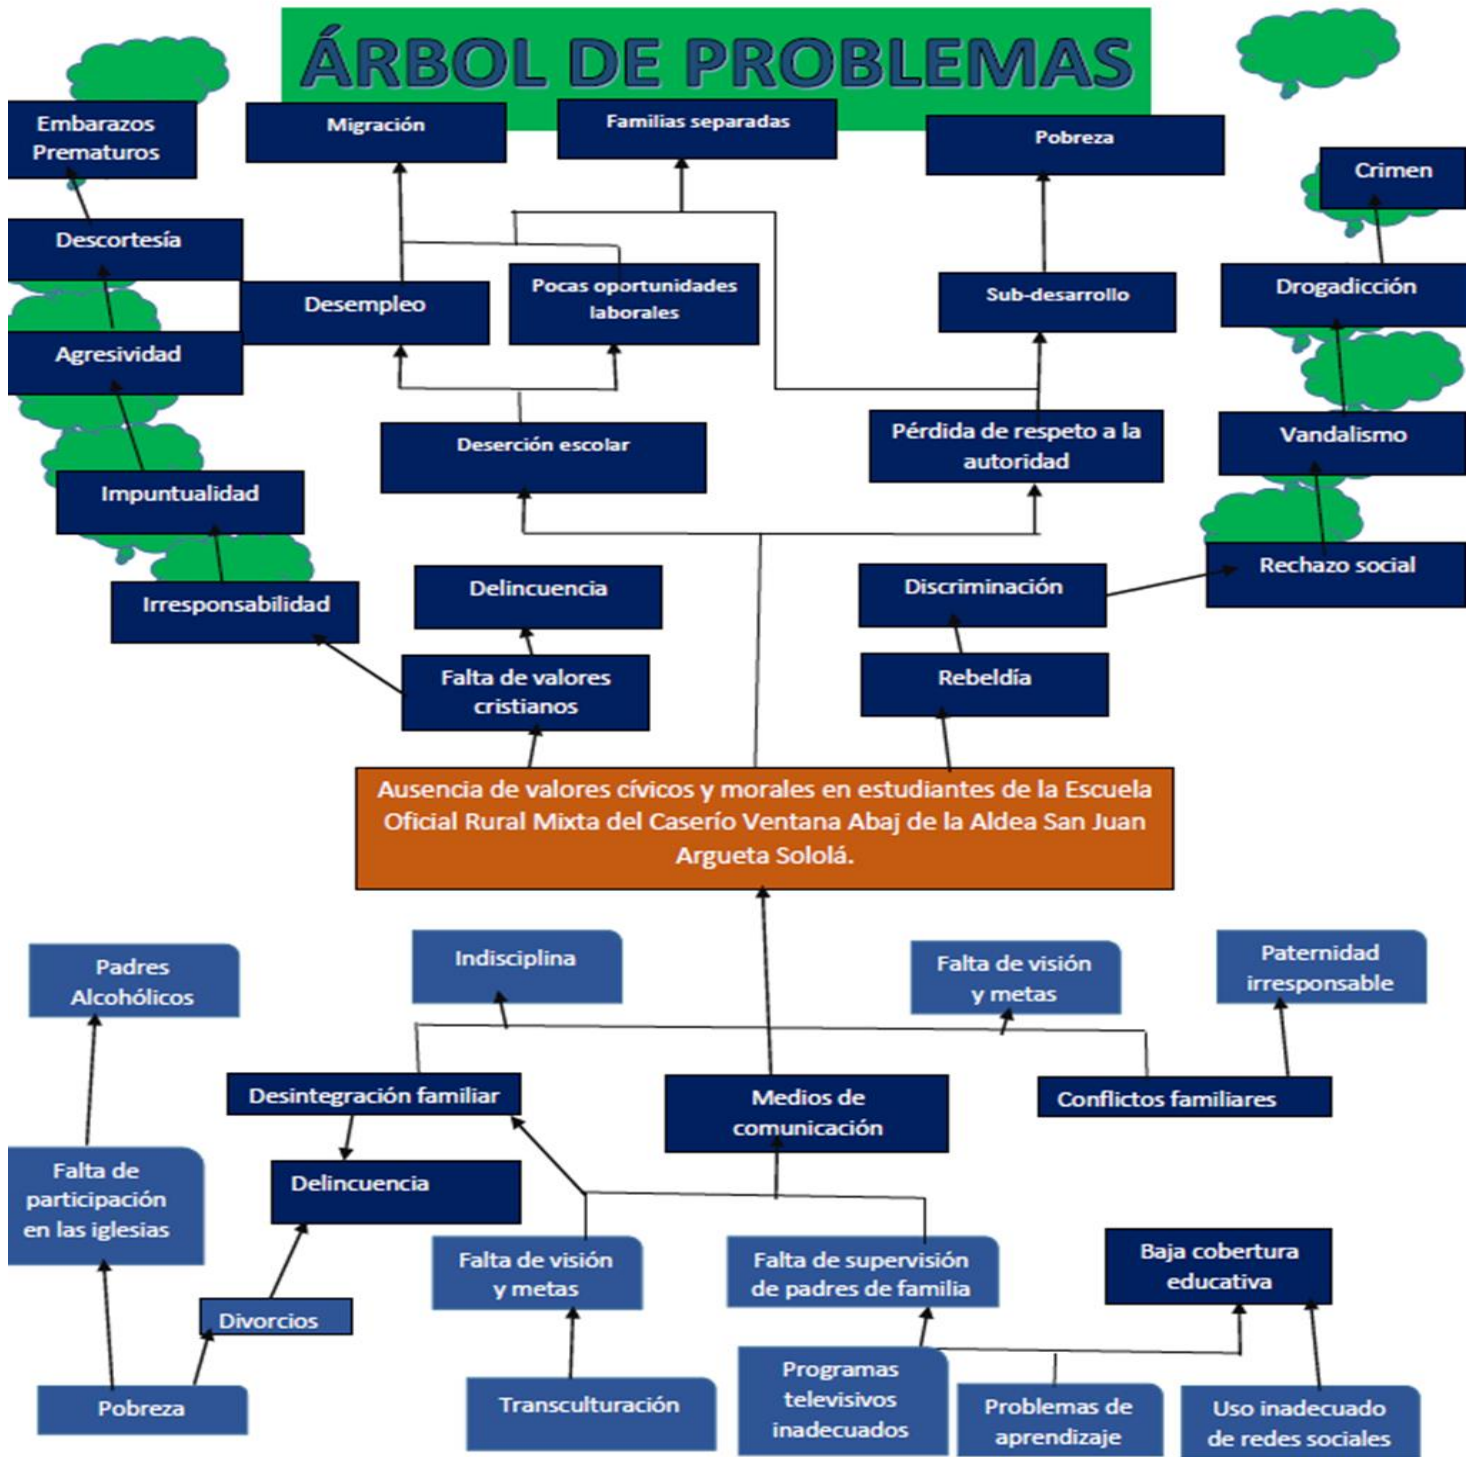 ÁRBOL DE PROBLEMAS
Embarazos
Prematuros
Migración
Familias separadas
Pobreza
Crimen
Descortesía
Desempleo
Pocas oportunidades
laborales
Sub-desarrollo
Drogadicción
Agresividad
Deserción escolar
Pérdida de respeto a la
autoridad
Vandalismo
Impuntualidad
Irresponsabilidad
Delincuencia
Discriminación
Rechazo social
Falta de valores
cristianos
Rebeldía
Ausencia de valores cívicos y morales en estudiantes de la Escuela
Oficial Rural Mixta del Caserío Ventana Abaj de la Aldea San Juan
Argueta Sololá.
Padres
Alcohólicos
Indisciplina
Falta de visión
y metas
Paternidad
irresponsable
Desintegración familiar
Medios de
comunicación
Conflictos familiares
Falta de
participación
en las iglesias
Delincuencia
Falta de visión
y metas
Falta de supervisión
de padres de familia
Baja cobertura
educativa
Divorcios
Pobreza
Transculturación
Programas
televisivos
inadecuados
Problemas de
aprendizaje
Uso inadecuado
de redes sociales